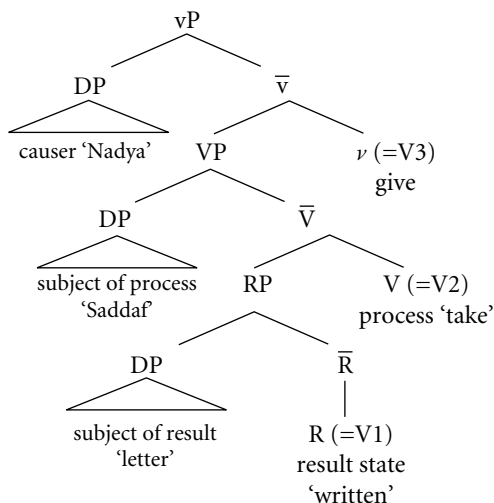 vP
DP v̅
causer ‘Nadya’ VP ν (=V3)
give
DP V̅
subject of process RP V (=V2)
‘Saddaf’ process ‘take’
DP R̅
subject of result R (=V1)
‘letter’ result state
‘written’